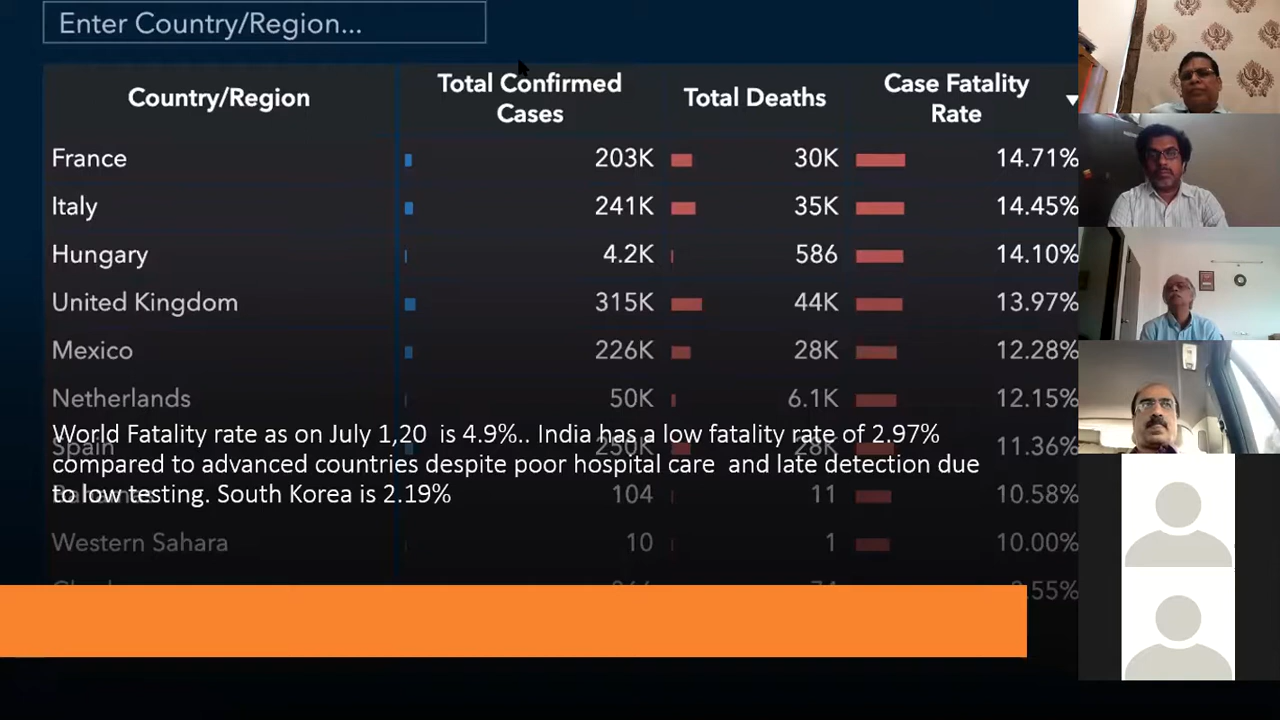 Enter Country/Region...
Country/Region Total Confirmed Cases Total Deaths Case Fatality Rate
France 203K 30K 14.71%
Italy 241K 35K 14.45%
Hungary 4.2K 586 14.10%
United Kingdom 315K 44K 13.97%
Mexico 226K 28K 12.28%
Netherlands 50K 6.1K 12.15%
World Fatality rate as on July 1,20 is 4.9%.. India has a low fatality rate of 2.97%
Spain 250K 28K 11.36%
compared to advanced countries despite poor hospital care and late detection due
to low testing. South Korea is 2.19%
104 11 10.58%
Western Sahara 10 1 10.00%